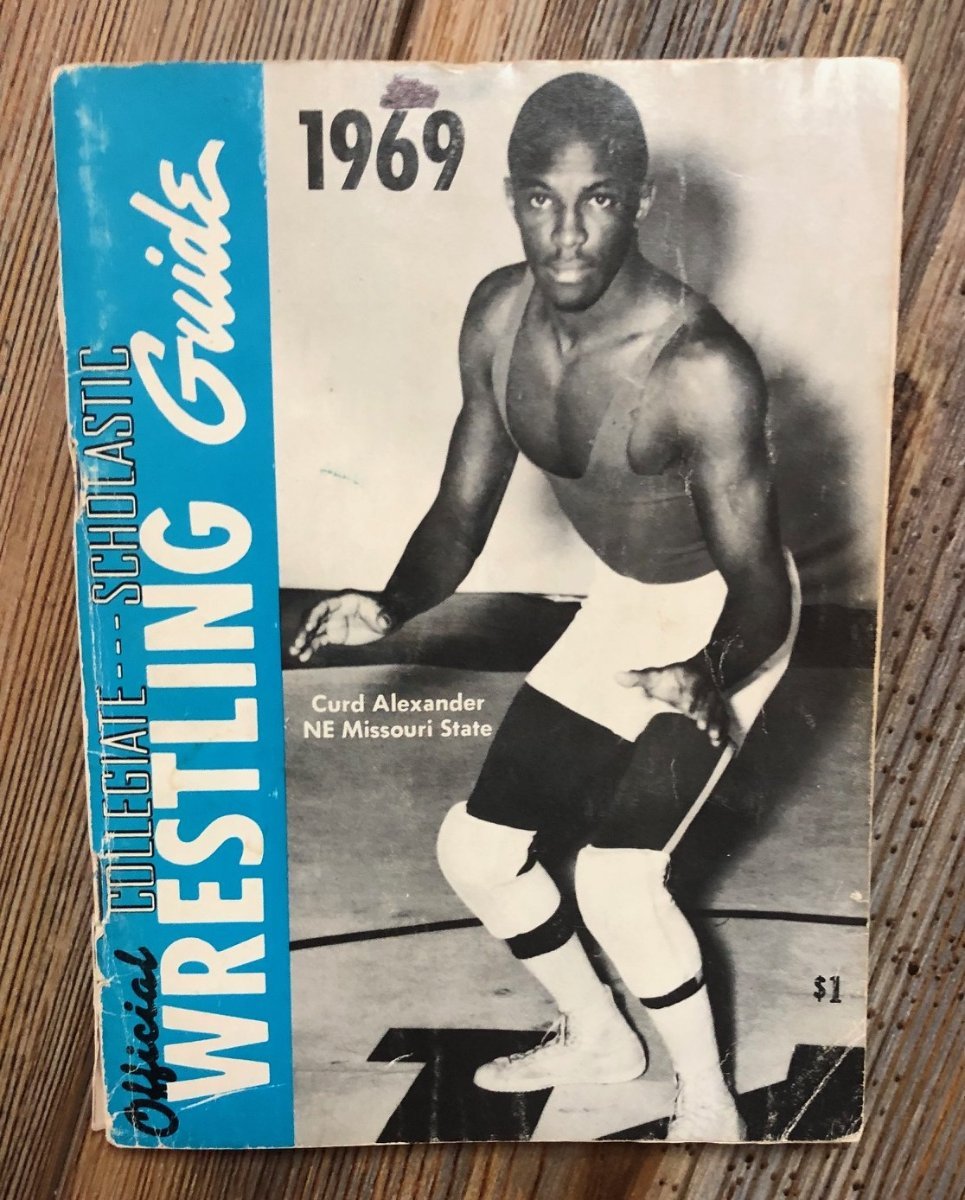 Official COLLEGIATE---SCHOLASTIC
WRESTLING Guide
1969
Curd Alexander
NE Missouri State
$1